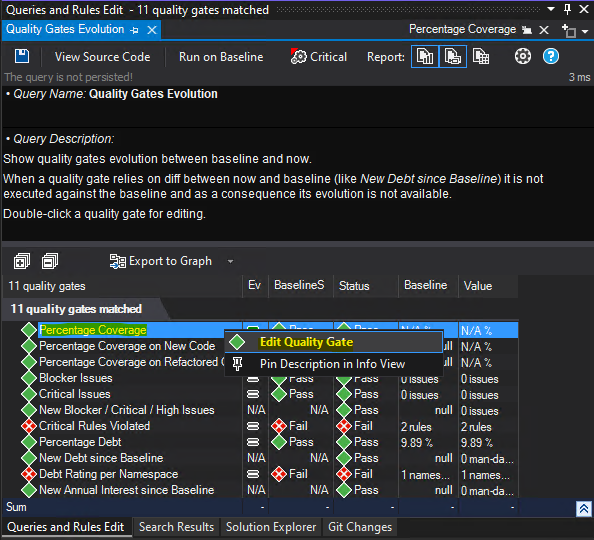 Queries and Rules Edit - 11 quality gates matched
Quality Gates Evolution
Percentage Coverage
View Source Code
Run on Baseline
Critical
Report:
The query is not persisted!
3 ms
• Query Name: Quality Gates Evolution
• Query Description:
Show quality gates evolution between baseline and now.
When a quality gate relies on diff between now and baseline (like New Debt since Baseline) it is not
executed against the baseline and as a consequence its evolution is not available.
Double-click a quality gate for editing.
Export to Graph
11 quality gates Ev BaselineS Status Baseline Value
11 quality gates matched
Percentage Coverage Pass Pass N/A % N/A %
Edit Quality Gate
Pin Description in Info View
Percentage Coverage on New Code null N/A %
Percentage Coverage on Refactored null N/A %
Blocker Issues Pass Pass 0 issues 0 issues
Critical Issues Pass Pass 0 issues 0 issues
New Blocker / Critical / High Issues N/A N/A Pass null 0 issues
Critical Rules Violated Fail Fail 2 rules 2 rules
Percentage Debt Pass Pass 9.89 % 9.89 %
New Debt since Baseline N/A N/A Pass null 0 man-da...
Debt Rating per Namespace Fail Fail 1 names... 1 names...
New Annual Interest since Baseline N/A N/A Pass null 0 man-da...
Sum - - - - -
Queries and Rules Edit
Search Results
Solution Explorer
Git Changes